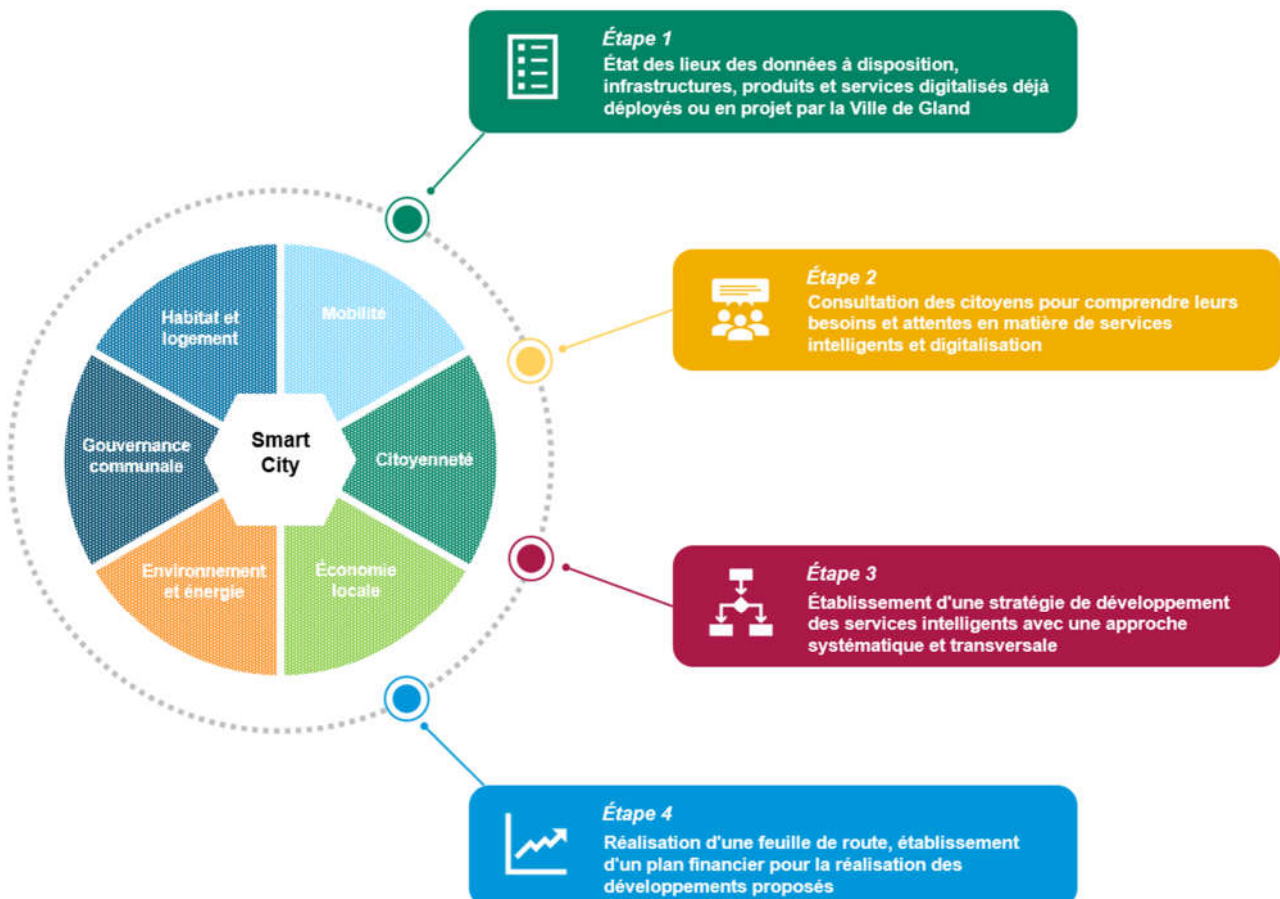 Étape 1
État des lieux des données à disposition,
infrastructures, produits et services digitalisés déjà
déployés ou en projet par la Ville de Gland
Étape 2
Consultation des citoyens pour comprendre leurs
besoins et attentes en matière de services
intelligents et digitalisation
Habitat et
logement
Mobilité
Gouvernance
communale
Smart
City
Citoyenneté
Environnement
et énergie
Économie
locale
Étape 3
Établissement d'une stratégie de développement
des services intelligents avec une approche
systématique et transversale
Étape 4
Réalisation d'une feuille de route, établissement
d'un plan financier pour la réalisation des
développements proposés